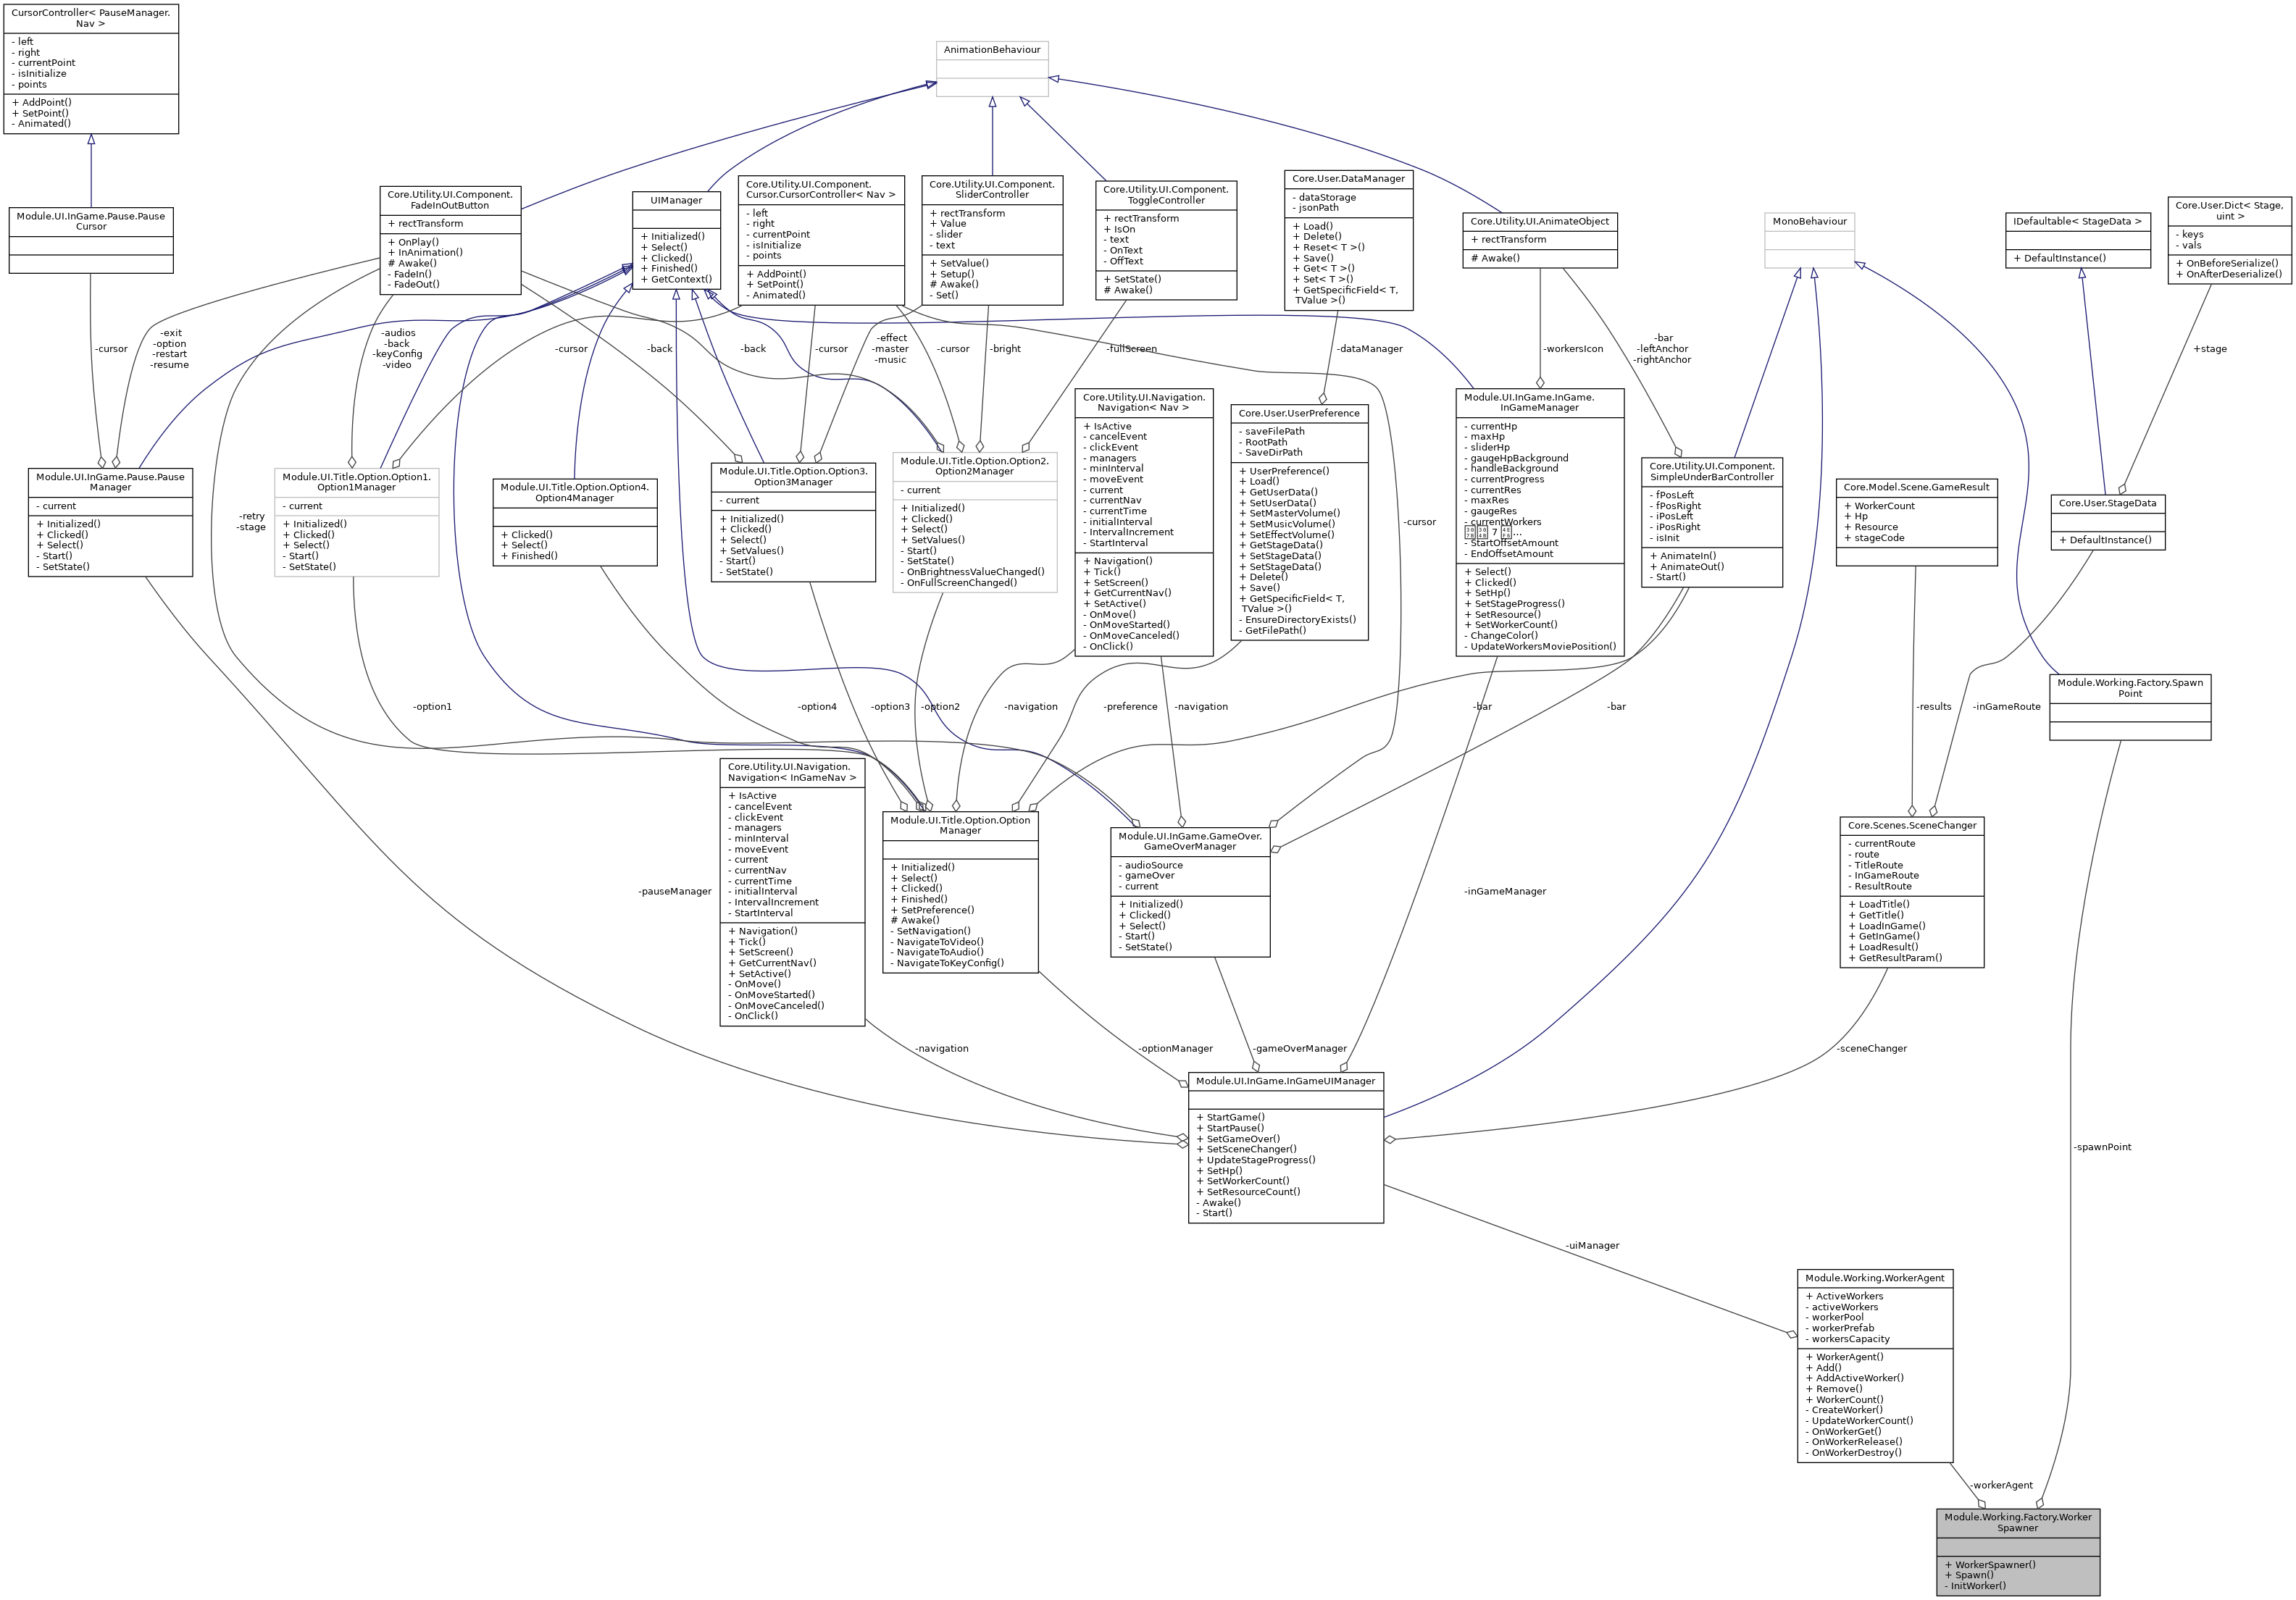 CursorController< PauseManager.
Nav >
- left
- right
- currentPoint
- isInitialize
- points
+ AddPoint()
+ SetPoint()
- Animated()
AnimationBehaviour
Module.UI.InGame.Pause.Pause
Cursor
Core.Utility.UI.Component.
FadeInOutButton
+ rectTransform
+ OnPlay()
+ InAnimation()
# Awake()
- FadeIn()
- FadeOut()
UIManager
+ Initialized()
+ Select()
+ Clicked()
+ Finished()
+ GetContext()
Core.Utility.UI.Component.
Cursor.CursorController< Nav >
- left
- right
- currentPoint
- isInitialize
- points
+ AddPoint()
+ SetPoint()
- Animated()
Core.Utility.UI.Component.
SliderController
+ rectTransform
+ Value
- slider
- text
+ SetValue()
+ Setup()
# Awake()
- Set()
Core.Utility.UI.Component.
ToggleController
+ rectTransform
+ IsOn
- text
- OnText
- OffText
+ SetState()
# Awake()
Core.User.DataManager
- dataStorage
- jsonPath
+ Load()
+ Delete()
+ Reset< T >()
+ Save()
+ Get< T >()
+ Set< T >()
+ GetSpecificField< T,
TValue >()
Core.Utility.UI.AnimateObject
+ rectTransform
# Awake()
MonoBehaviour
IDefaultable< StageData >
+ DefaultInstance()
Core.User.Dict< Stage,
uint >
- keys
- vals
+ OnBeforeSerialize()
+ OnAfterDeserialize()
-cursor
-exit
-option
-restart
-resume
-audios
-back
-keyConfig
-video
-cursor
-back
-back
-cursor
-effect
-master
-music
-cursor
-bright
-fullScreen
-dataManager
-workersIcon
-bar
-leftAnchor
-rightAnchor
+stage
Module.UI.InGame.Pause.Pause
Manager
- current
+ Initialized()
+ Clicked()
+ Select()
- Start()
- SetState()
Module.UI.Title.Option.Option1.
Option1Manager
- current
+ Initialized()
+ Clicked()
+ Select()
- Start()
- SetState()
Module.UI.Title.Option.Option4.
Option4Manager
+ Clicked()
+ Select()
+ Finished()
Module.UI.Title.Option.Option3.
Option3Manager
- current
+ Initialized()
+ Clicked()
+ Select()
+ SetValues()
- Start()
- SetState()
Module.UI.Title.Option.Option2.
Option2Manager
- current
+ Initialized()
+ Clicked()
+ Select()
+ SetValues()
- Start()
- SetState()
- OnBrightnessValueChanged()
- OnFullScreenChanged()
Core.Utility.UI.Navigation.
Navigation< Nav >
+ IsActive
- cancelEvent
- clickEvent
- managers
- minInterval
- moveEvent
- current
- currentNav
- currentTime
- initialInterval
- IntervalIncrement
- StartInterval
+ Navigation()
+ Tick()
+ SetScreen()
+ GetCurrentNav()
+ SetActive()
- OnMove()
- OnMoveStarted()
- OnMoveCanceled()
- OnClick()
Core.User.UserPreference
- saveFilePath
- RootPath
- SaveDirPath
+ UserPreference()
+ Load()
+ GetUserData()
+ SetUserData()
+ SetMasterVolume()
+ SetMusicVolume()
+ SetEffectVolume()
+ GetStageData()
+ SetStageData()
+ SetStageData()
+ Delete()
+ Save()
+ GetSpecificField< T,
TValue >()
- EnsureDirectoryExists()
- GetFilePath()
-cursor
Module.UI.InGame.InGame.
InGameManager
- currentHp
- maxHp
- sliderHp
- gaugeHpBackground
- handleBackground
- currentProgress
- currentRes
- maxRes
- gaugeRes
- currentWorkers
7 ...
- StartOffsetAmount
- EndOffsetAmount
+ Select()
+ Clicked()
+ SetHp()
+ SetStageProgress()
+ SetResource()
+ SetWorkerCount()
- ChangeColor()
- UpdateWorkersMoviePosition()
Core.Utility.UI.Component.
SimpleUnderBarController
- fPosLeft
- fPosRight
- iPosLeft
- iPosRight
- isInit
+ AnimateIn()
+ AnimateOut()
- Start()
Core.Model.Scene.GameResult
+ WorkerCount
+ Hp
+ Resource
+ stageCode
Core.User.StageData
+ DefaultInstance()
-retry
-stage
-option1
-option4
-option3
-option2
-navigation
-preference
-navigation
-bar
-bar
-results
-inGameRoute
Module.Working.Factory.Spawn
Point
Core.Utility.UI.Navigation.
Navigation< InGameNav >
+ IsActive
- cancelEvent
- clickEvent
- managers
- minInterval
- moveEvent
- current
- currentNav
- currentTime
- initialInterval
- IntervalIncrement
- StartInterval
+ Navigation()
+ Tick()
+ SetScreen()
+ GetCurrentNav()
+ SetActive()
- OnMove()
- OnMoveStarted()
- OnMoveCanceled()
- OnClick()
Module.UI.Title.Option.Option
Manager
+ Initialized()
+ Select()
+ Clicked()
+ Finished()
+ SetPreference()
# Awake()
- SetNavigation()
- NavigateToVideo()
- NavigateToAudio()
- NavigateToKeyConfig()
Module.UI.InGame.GameOver.
GameOverManager
- audioSource
- gameOver
- current
+ Initialized()
+ Clicked()
+ Select()
- Start()
- SetState()
Core.Scenes.SceneChanger
- currentRoute
- route
- TitleRoute
- InGameRoute
- ResultRoute
+ LoadTitle()
+ GetTitle()
+ LoadInGame()
+ GetInGame()
+ LoadResult()
+ GetResultParam()
-pauseManager
-inGameManager
-navigation
-optionManager
-gameOverManager
-sceneChanger
Module.UI.InGame.InGameUIManager
+ StartGame()
+ StartPause()
+ SetGameOver()
+ SetSceneChanger()
+ UpdateStageProgress()
+ SetHp()
+ SetWorkerCount()
+ SetResourceCount()
- Awake()
- Start()
-spawnPoint
-uiManager
Module.Working.WorkerAgent
+ ActiveWorkers
- activeWorkers
- workerPool
- workerPrefab
- workersCapacity
+ WorkerAgent()
+ Add()
+ AddActiveWorker()
+ Remove()
+ WorkerCount()
- CreateWorker()
- UpdateWorkerCount()
- OnWorkerGet()
- OnWorkerRelease()
- OnWorkerDestroy()
-workerAgent
Module.Working.Factory.Worker
Spawner
+ WorkerSpawner()
+ Spawn()
- InitWorker()